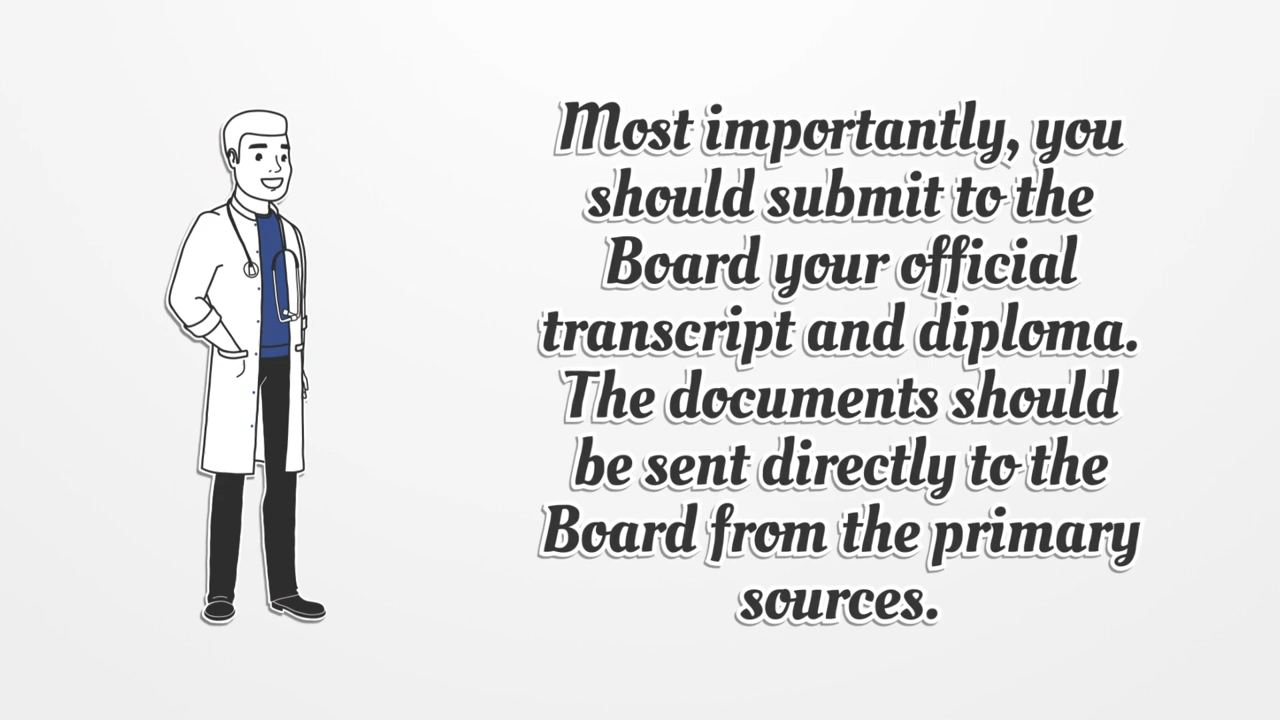 Most importantly, you
should submit to the
Board your official
transcript and diploma.
The documents should
be sent directly to the
Board from the primary
sources.